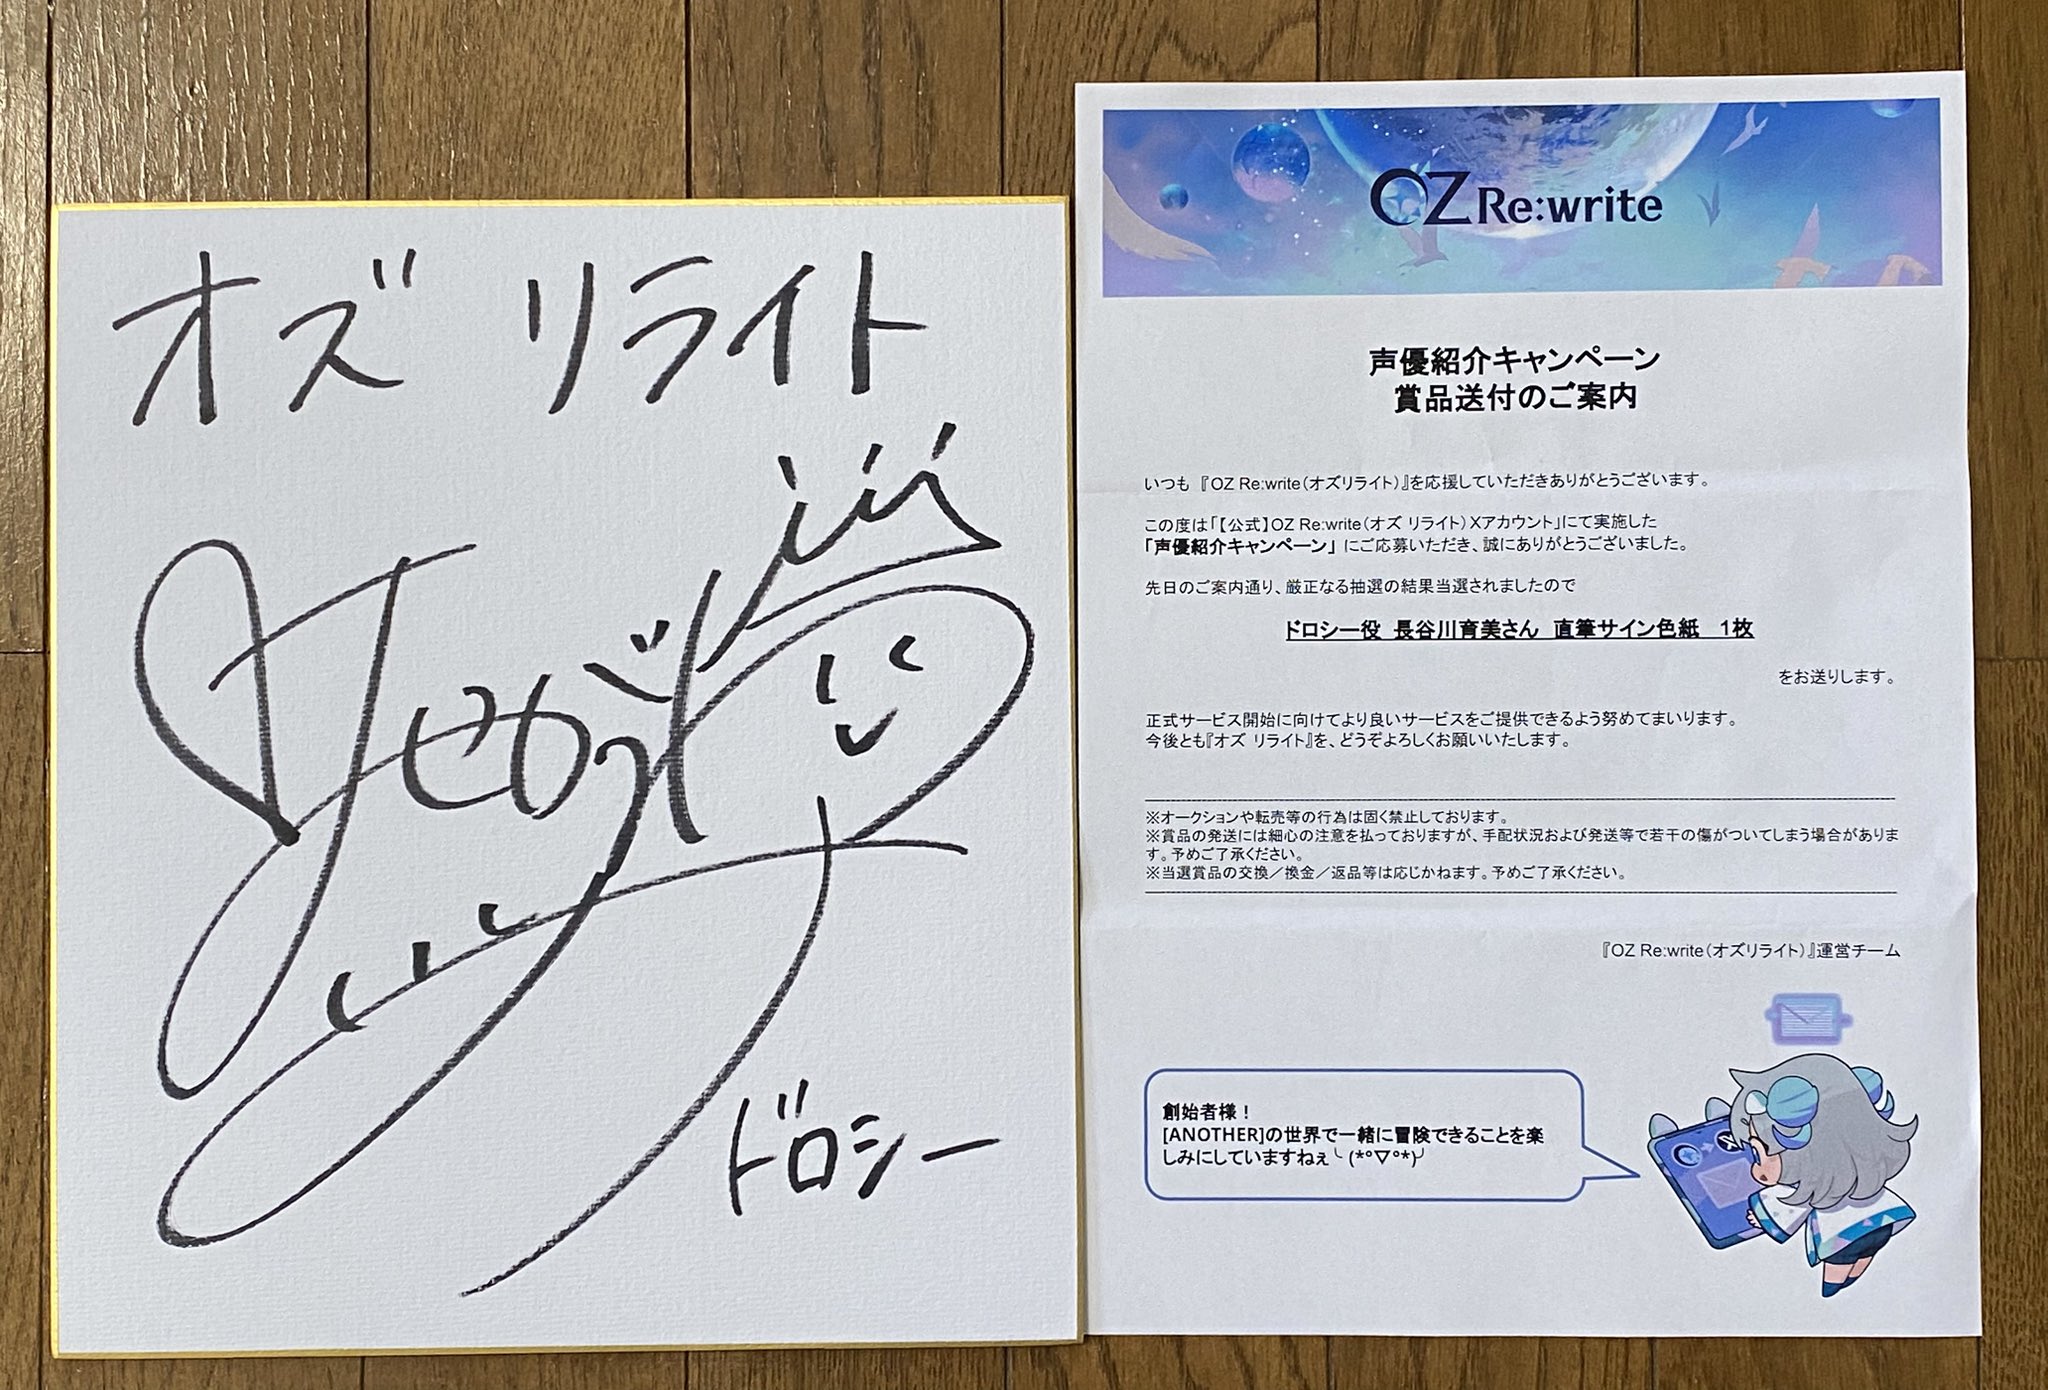 オズ リライト
ドロシー
OZ Re:write
声優紹介キャンペーン
賞品送付のご案内
いつも『OZ Re:write（オズリライト）』を応援していただきありがとうございます。
この度は「【公式】OZ Re:write（オズ リライト）Xアカウント」にて実施した
「声優紹介キャンペーン」にご応募いただき、誠にありがとうございました。
先日のご案内通り、厳正なる抽選の結果当選されましたので
ドロシー役 長谷川育美さん 直筆サイン色紙 1枚
をお送りします。
正式サービス開始に向けてより良いサービスをご提供できるよう努めてまいります。
今後とも『オズ リライト』を、どうぞよろしくお願いいたします。
※オークションや転売等の行為は固く禁止しております。
※賞品の発送には細心の注意を払っておりますが、手配状況および発送等で若干の傷がついてしまう場合がありま
す。予めご了承ください。
※当選賞品の交換／換金／返品等は応じかねます。予めご了承ください。
『OZ Re:write（オズリライト）』運営チーム
創始者様！
[ANOTHER]の世界で一緒に冒険できることを楽
しみにしていますねぇ╰(*°▽°*)╯